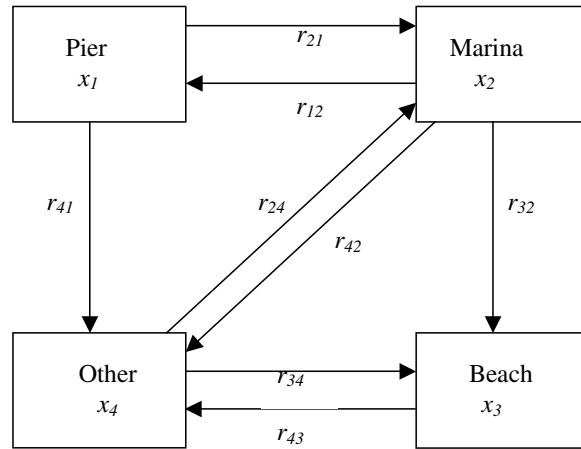 Pier
x1
r21
Marina
x2
r12
r41
r24
r42
r32
Other
x4
r34
Beach
x3
r43